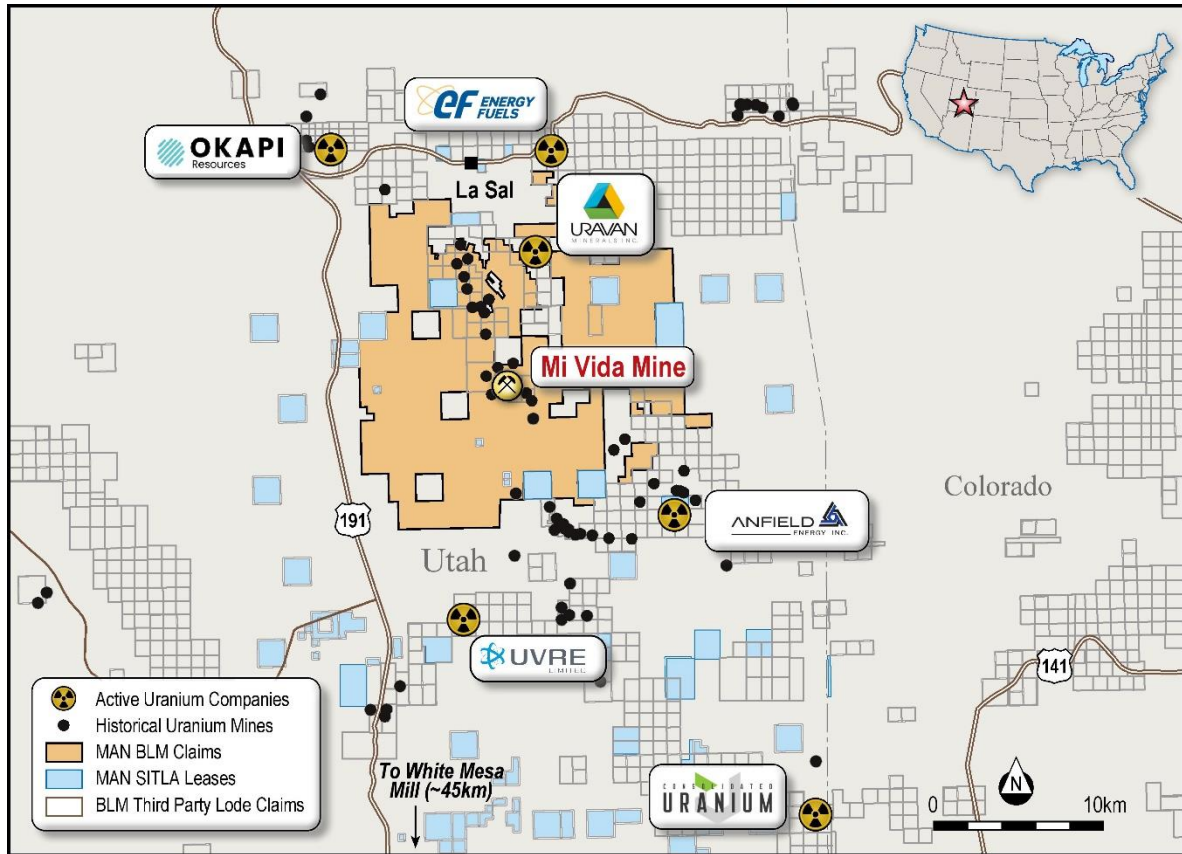 ENERGY
FUELS
OKAPI
Resources
La Sal
URAVAN
MINERALS INC.
Mi Vida Mine
Colorado
191
ANFIELD
ENERGY INC.
Utah
UVRE
LIMITED
141
Active Uranium Companies
Historical Uranium Mines
MAN BLM Claims
MAN SITLA Leases
BLM Third Party Lode Claims
To White Mesa
Mill (~45km)
CONSOLIDATED
URANIUM
N
0 10km